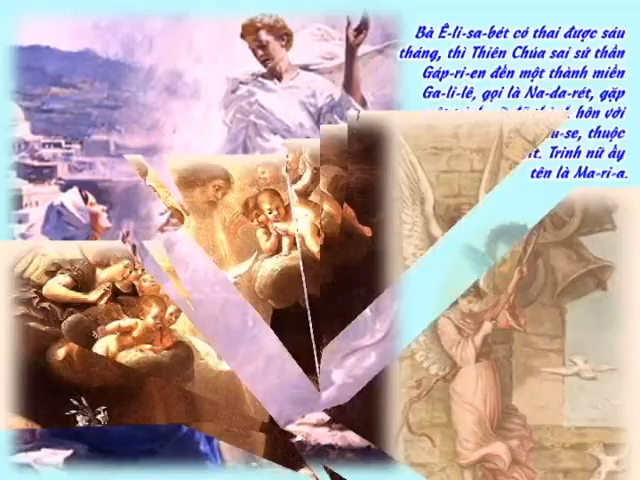 Bà Ê-li-sa-bét có thai được sáu
tháng, thì Thiên Chúa sai sứ thần
Gáp-ri-en đến một thành miền
Ga-li-lê, gọi là Na-da-rét, gặp
hôn với
thuộc
Trinh nữ ấy
tên là Ma-ri-a.